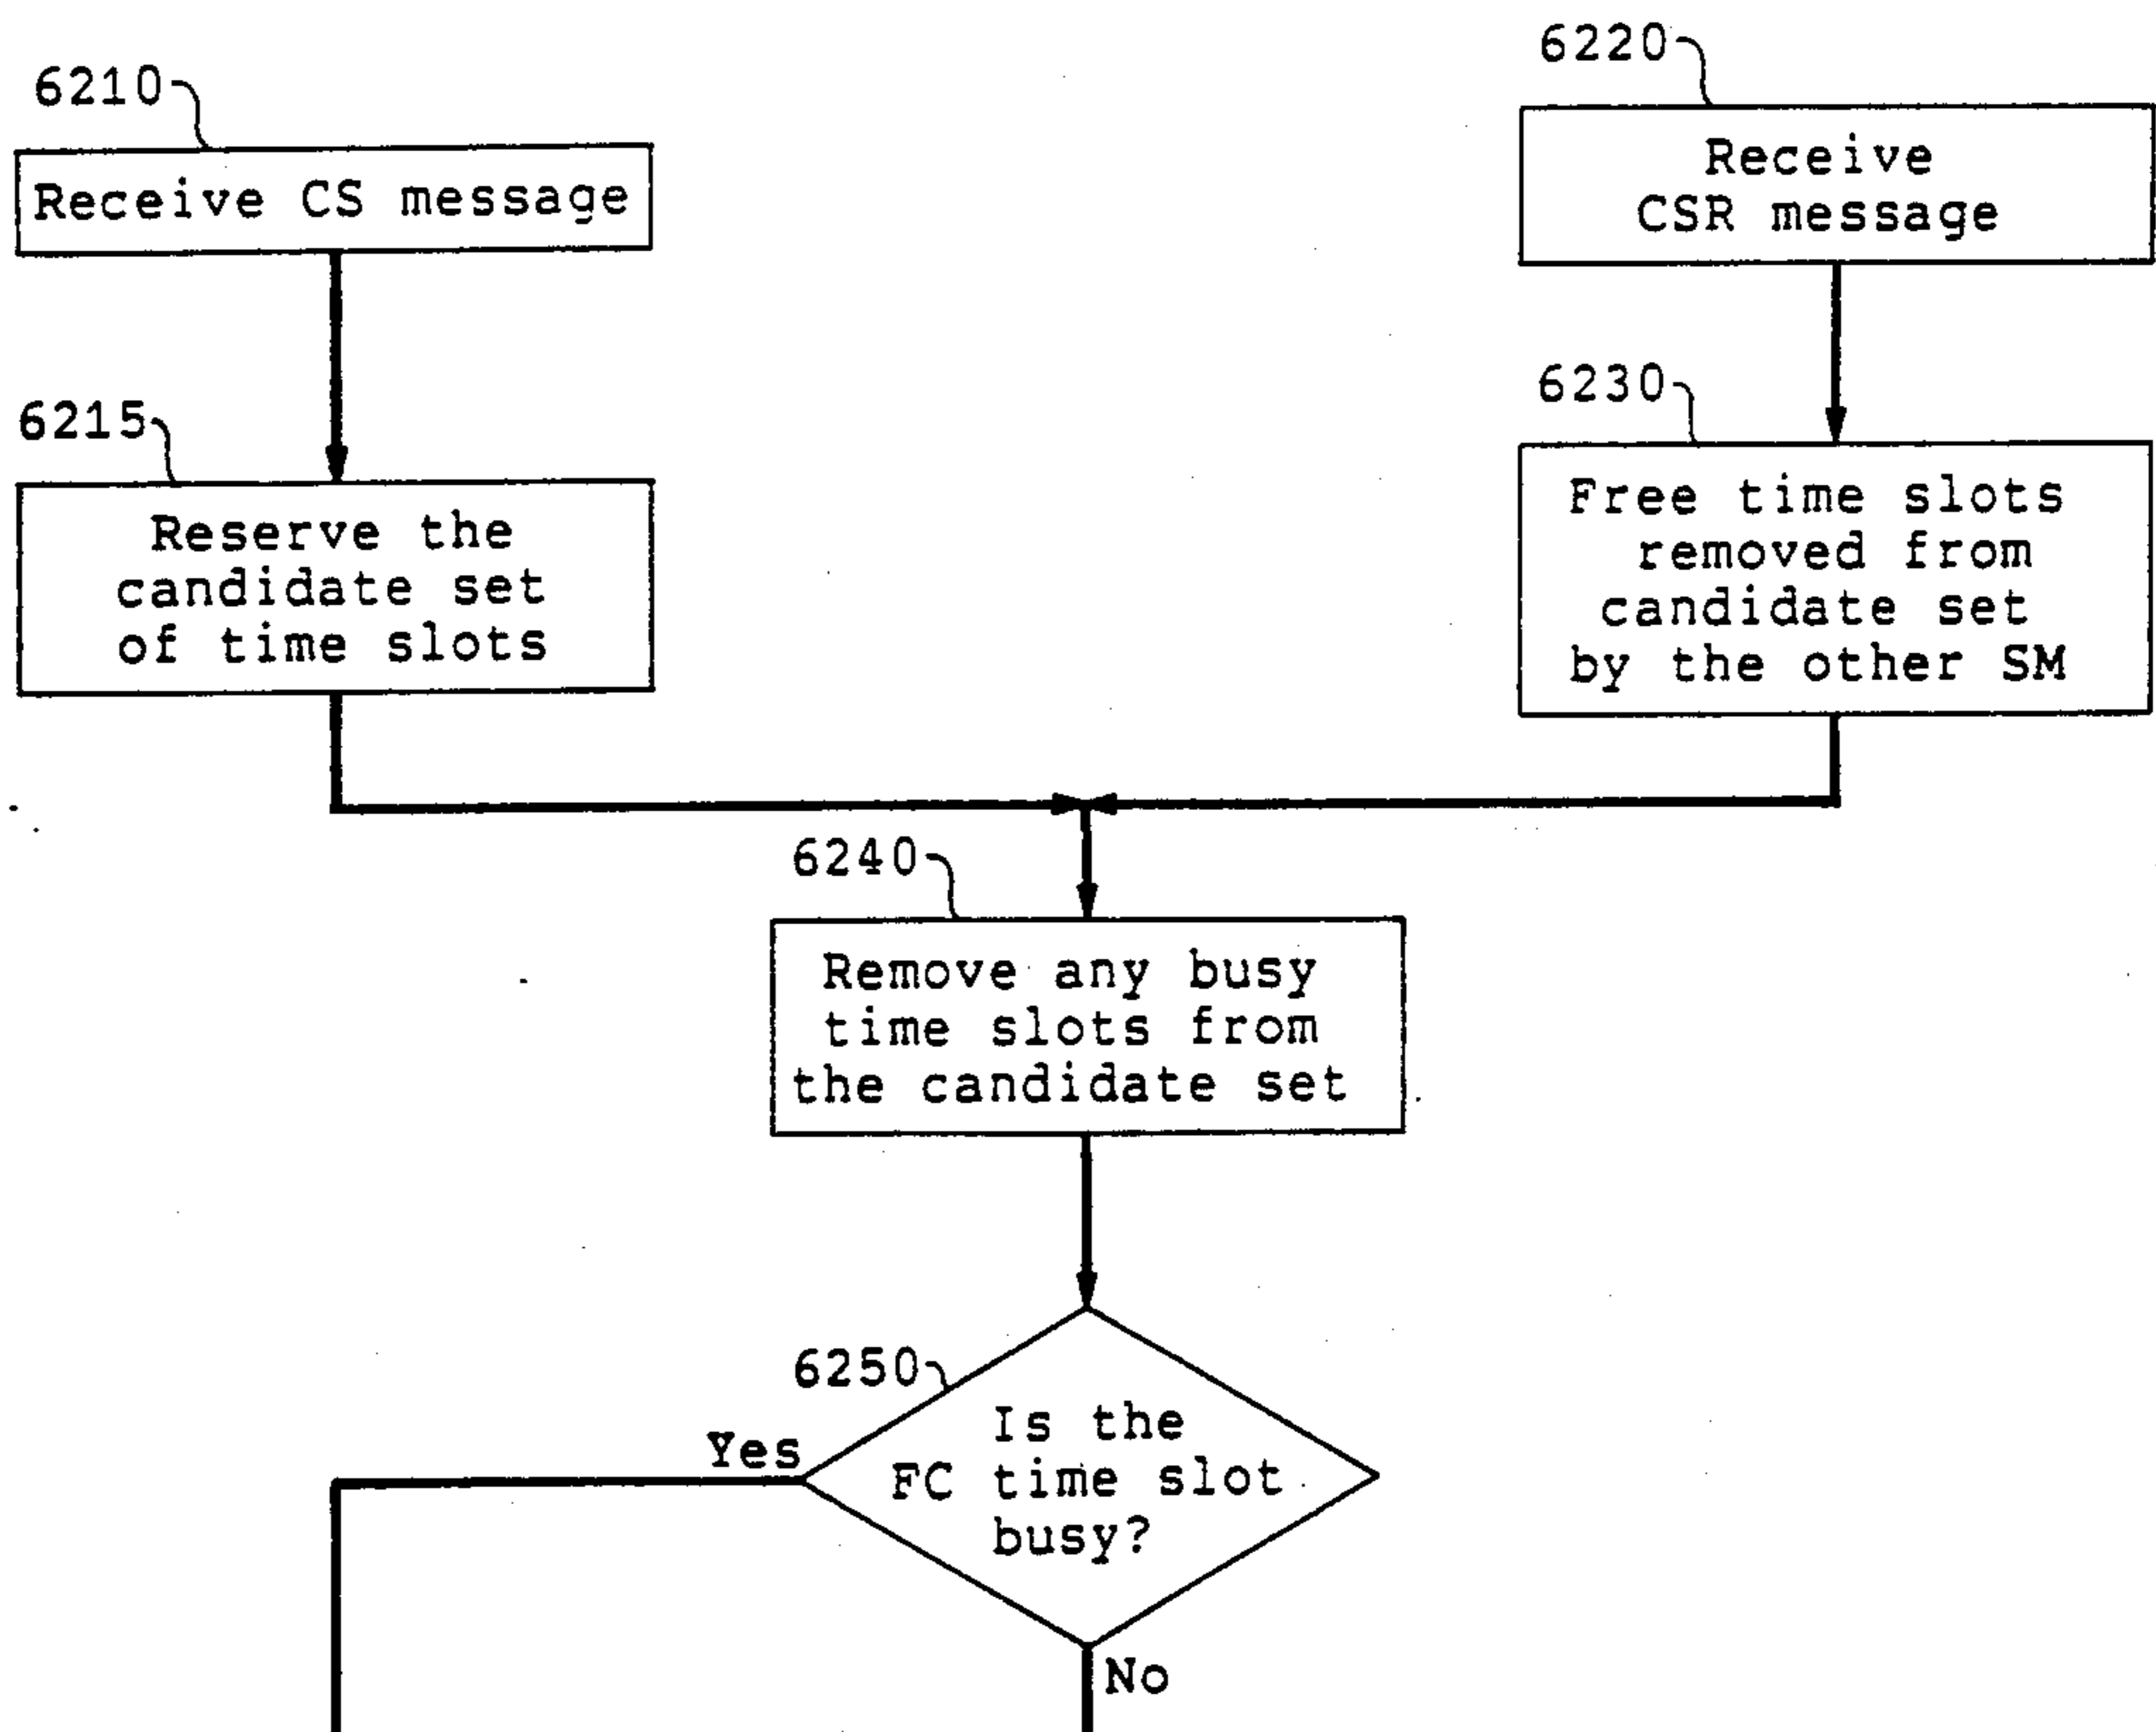 6210
Receive CS message
6220
Receive
CSR message
6215
Reserve the
candidate set
of time slots
6230
Free time slots
removed from
candidate set
by the other SM
6240
Remove any busy
time slots from
the candidate set
6250
Is the
FC time slot
busy?
Yes
No